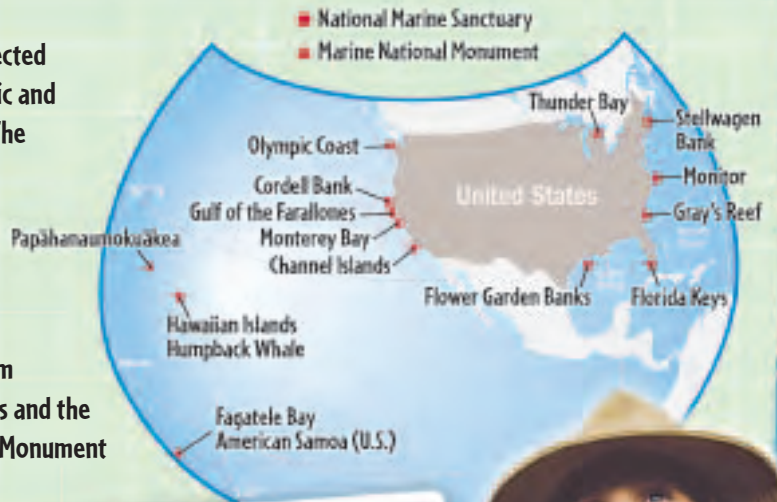 ected
ic and
The
m
s and the
Monument
National Marine Sanctuary
Marine National Monument
Thunder Bay
Stellwagen
Bank
Olympic Coast
Monitor
Cordell Bank
United States
Gulf of the Farallones
Gray's Reef
Papähanaumokuäkea
Monterey Bay
Channel Islands
Flower Garden Banks
Florida Keys
Hawaiian Islands
Humpback Whale
Fagatele Bay
American Samoa (U.S.)